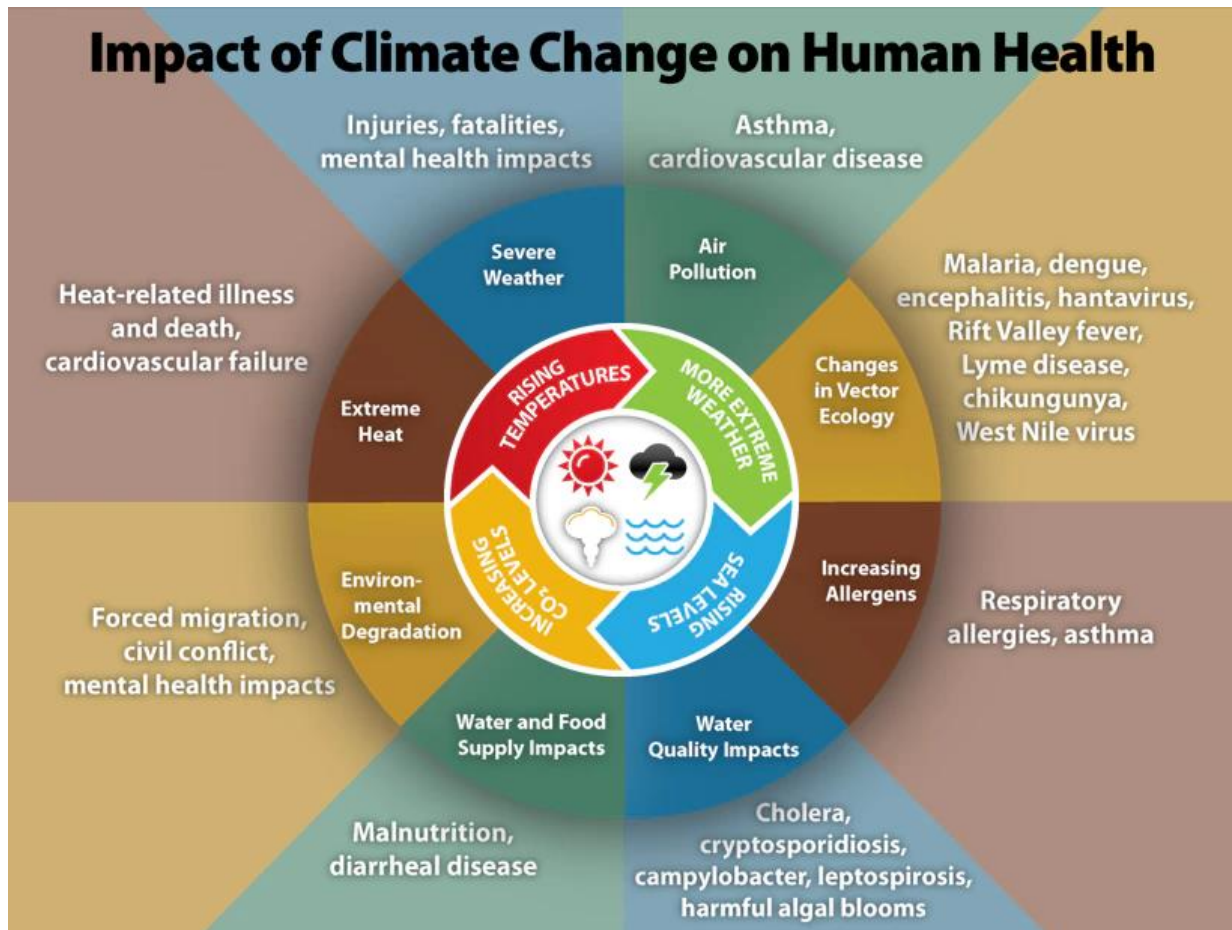 Impact of Climate Change on Human Health
Injuries, fatalities,
mental health impacts
Asthma,
cardiovascular disease
Severe
Weather
Air
Pollution
Heat-related illness
and death,
cardiovascular failure
Malaria, dengue,
encephalitis, hantavirus,
Rift Valley fever,
Lyme disease,
chikungunya,
West Nile virus
Extreme
Heat
RISING
TEMPERATURES
MORE EXTREME
WEATHER
Changes
in Vector
Ecology
Environ-
mental
Degradation
INCREASING
CO₂ LEVELS
RISING
SEA LEVELS
Increasing
Allergens
Forced migration,
civil conflict,
mental health impacts
Respiratory
allergies, asthma
Water and Food
Supply Impacts
Water
Quality Impacts
Malnutrition,
diarrheal disease
Cholera,
cryptosporidiosis,
campylobacter, leptospirosis,
harmful algal blooms